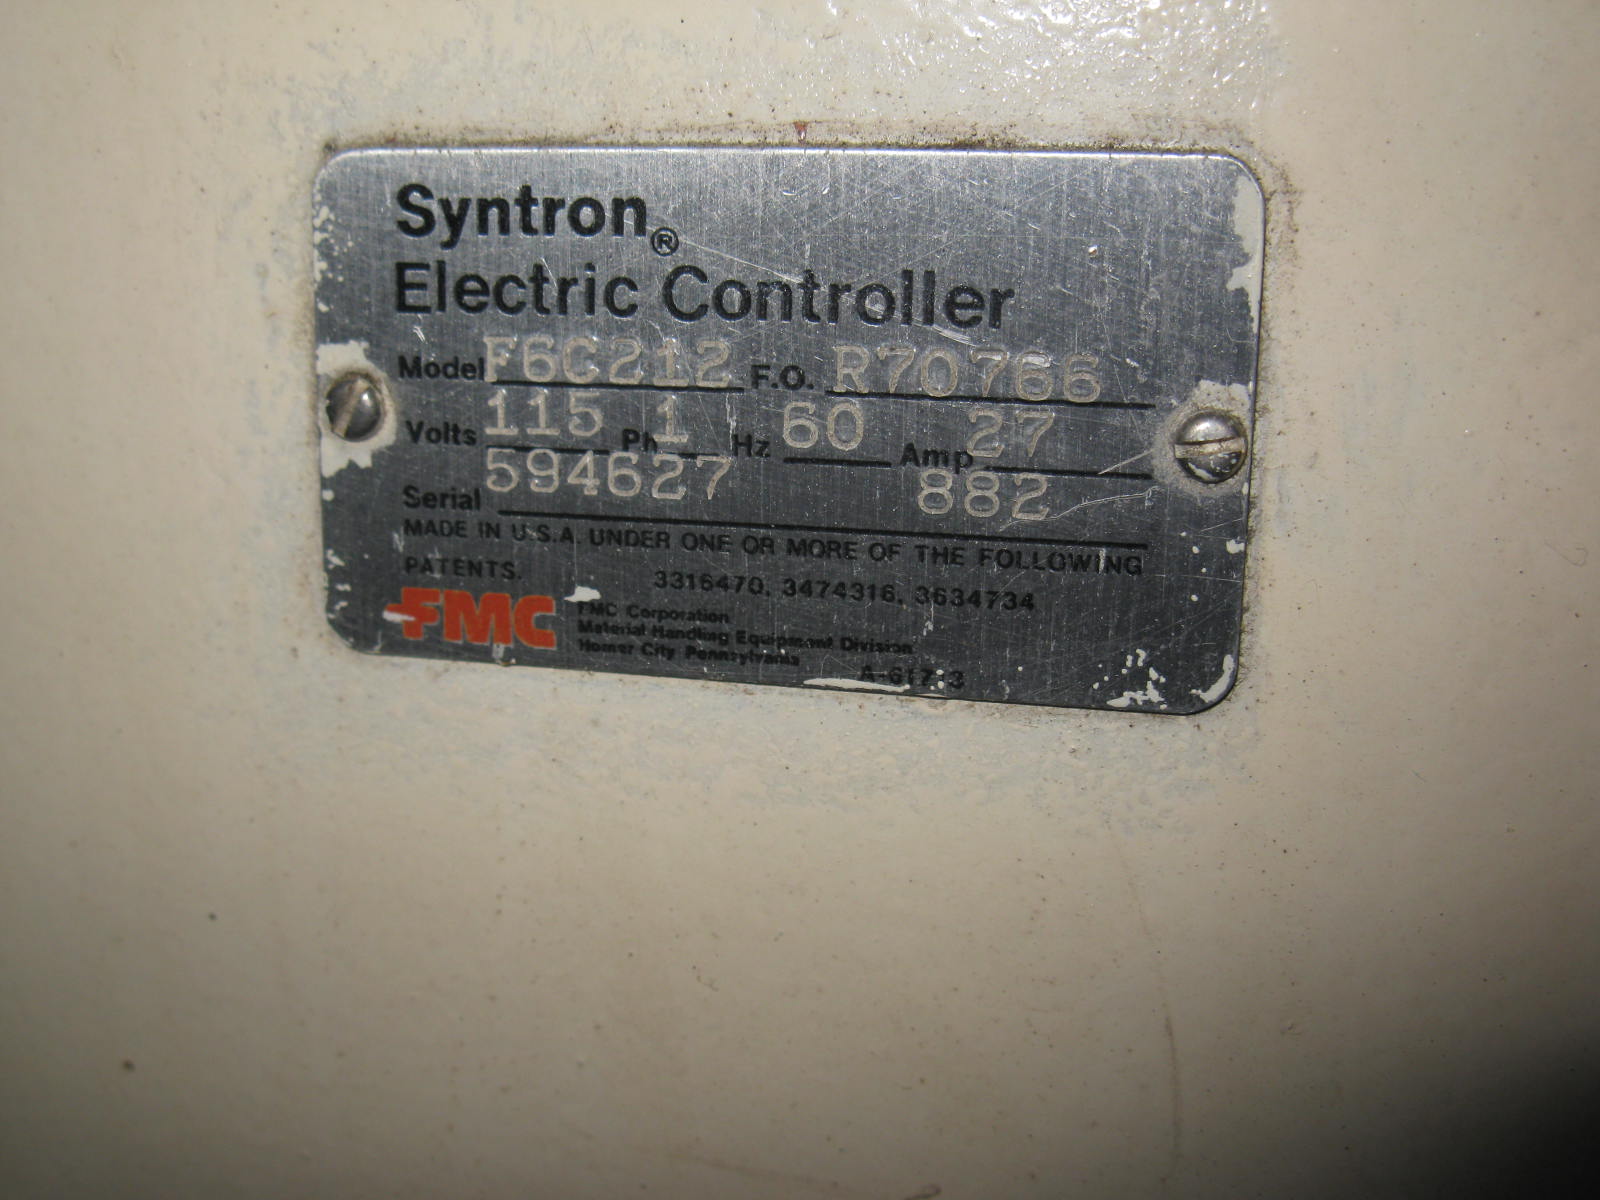 Syntron®
Electric Controller
Model F6C212 F.O. R70766
Volts 115 Ph 1 Hz 60 Amp 27
Serial 594627 882
MADE IN U.S.A. UNDER ONE OR MORE OF THE FOLLOWING
PATENTS. 3316470, 3474316, 3634734
FMC FMC Corporation
Material Handling Equipment Division
Homer City Pennsylvania